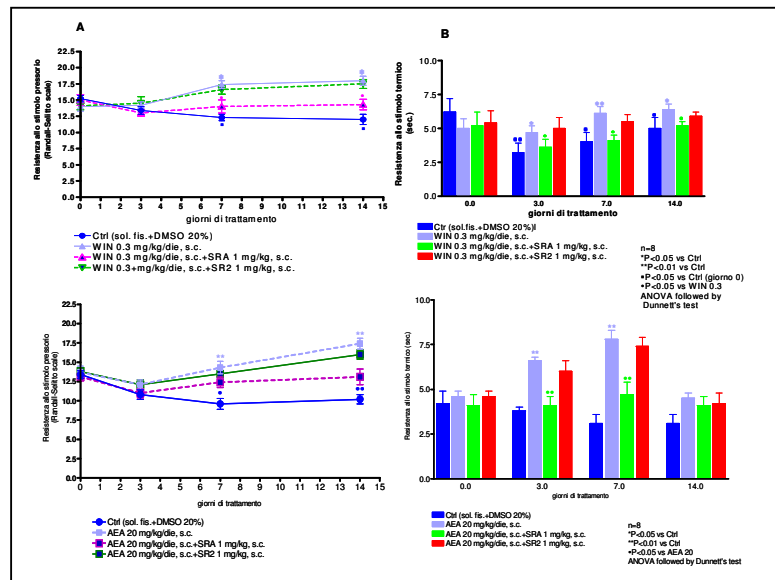 A
B
Resistenza allo stimolo pressorio
(Randall-Selitto scale)
22.5
20.0
17.5
15.0
12.5
10.0
7.5
5.0
2.5
0.0
0 1 2 3 4 5 6 7 8 9 10 11 12 13 14 15
giorni di trattamento
Ctr (sol. fis.+DMSO 20%)
WIN 0.3 mg/kg/die, s.c.
WIN 0.3 mg/kg/die, s.c.+SRA 1 mg/kg, s.c.
WIN 0.3+mg/kg/die, s.c.+SR2 1 mg/kg, s.c.
Resistenza allo stimolo termico
(sec.)
10.0
7.5
5.0
2.5
0.0 3.0 7.0 14.0
giorni di trattamento
Ctr (sol. fis.+DMSO 20%)l
WIN 0.3 mg/kg/die, s.c.
WIN 0.3 mg/kg/die, s.c.+SRA 1 mg/kg, s.c.
WIN 0.3 mg/kg/die, s.c.+SR2 1 mg/kg, s.c.
n=8
*P<0.05 vs Ctrl
**P<0.01 vs Ctrl
•P<0.05 vs Ctrl (giorno 0)
•P<0.05 vs WIN 0.3
ANOVA followed by
Dunnett's test
Resistenza allo stimolo pressorio
(Randall-Selitto scale)
22.5
20.0
17.5
15.0
12.5
10.0
7.5
5.0
2.5
0.0
0 1 2 3 4 5 6 7 8 9 10 11 12 13 14 15
giorni di trattamento
Ctrl (sol. fis.+DMSO 20%)
AEA 20 mg/kg/die, s.c.
AEA 20 mg/kg/die, s.c.+SRA 1 mg/kg, s.c.
AEA 20 mg/kg/die, s.c.+SR2 1 mg/kg, s.c.
Resistenza allo stimolo termico (sec.)
10.0
7.5
5.0
2.5
0.0 3.0 7.0 14.0
giorni di trattamento
Ctrl (sol. fis.+DMSO 20%)
AEA 20 mg/kg/die, s.c.
AEA 20 mg/kg/die, s.c.+SRA 1 mg/kg, s.c.
AEA 20 mg/kg/die, s.c.+SR2 1 mg/kg, s.c.
n=8
*P<0.05 vs Ctrl
**P<0.01 vs Ctrl
•P<0.05 vs AEA 20
ANOVA followed by Dunnett's test